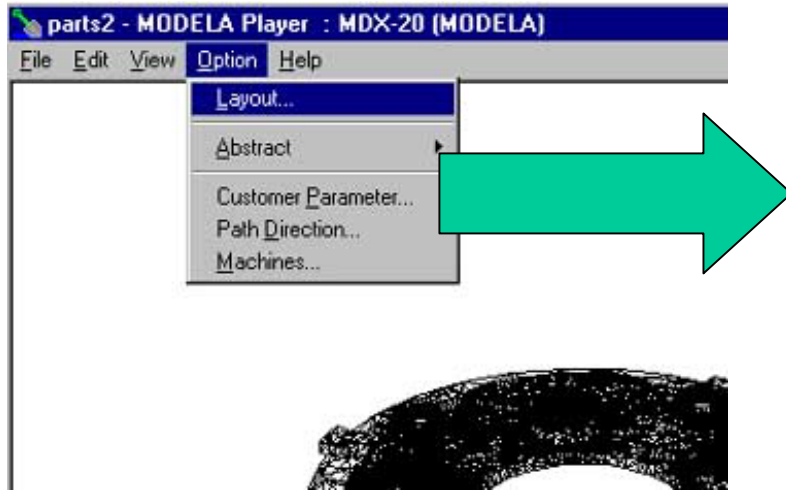 parts2 - MODELA Player : MDX-20 (MODELA)
File Edit View Option Help
Layout...
Abstract
Customer Parameter...
Path Direction...
Machines...